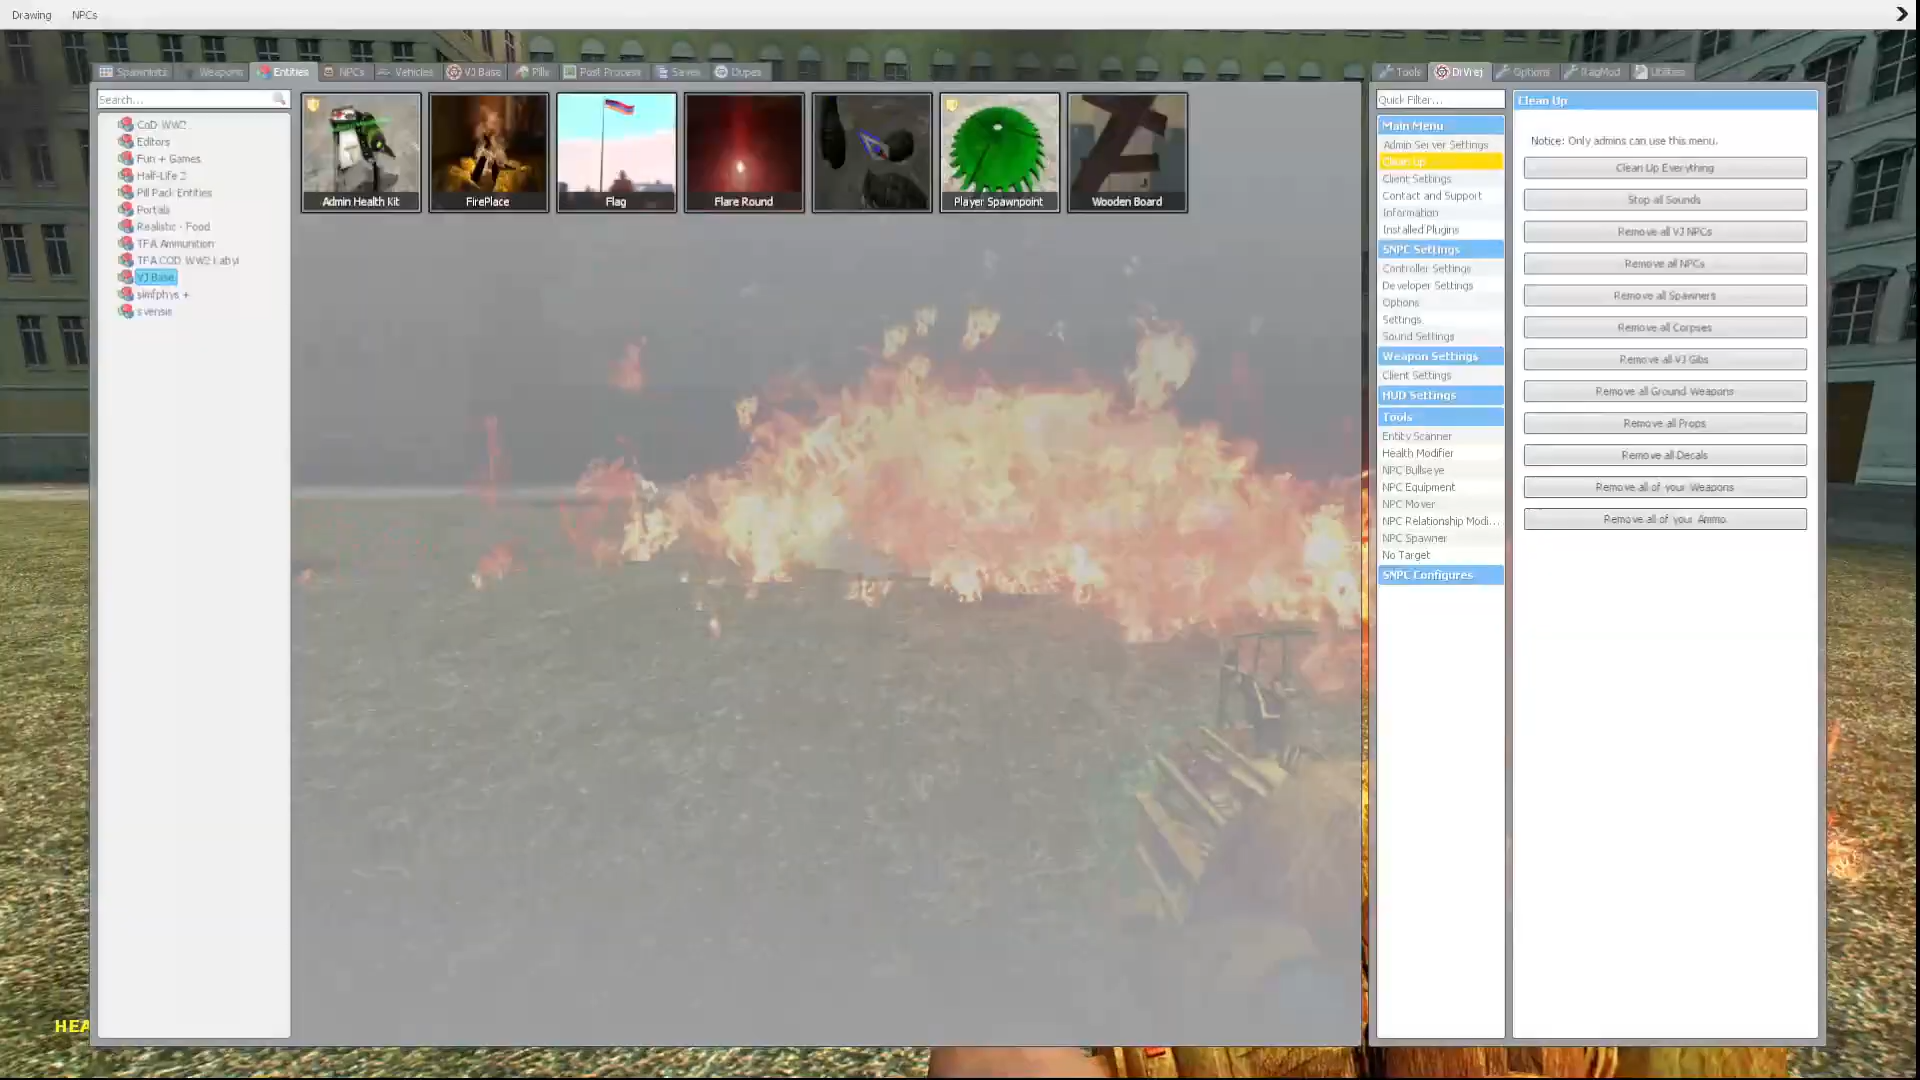 Drawing NPCs
Spawnlists Weapons Entities NPCs Vehicles VJ Base Pills Post Process Saves Dupes
Tools DrVrej Options RagMod Utilities
Search...
CoD WW2
Editors
Fun + Games
Half-Life 2
Pill Pack Entities
Portals
Realistic - Food
TFA Ammunition
TFA COD WW2
VJ Base
simfphys +
svensis
Admin Health Kit
FirePlace
Flag
Flare Round
Player Spawnpoint
Wooden Board
Quick Filter...
Main Menu
Admin Server Settings
Clean Up
Client Settings
Contact and Support
Information
Installed Plugins
SNPC Settings
Controller Settings
Developer Settings
Options
Settings
Sound Settings
Weapon Settings
Client Settings
HUD Settings
Tools
Entity Scanner
Health Modifier
NPC Bullseye
NPC Equipment
NPC Mover
NPC Relationship Modi...
NPC Spawner
No Target
SNPC Configures
Clean Up
Notice: Only admins can use this menu.
Clean Up Everything
Stop all Sounds
Remove all VJ NPCs
Remove all NPCs
Remove all Spawners
Remove all Corpses
Remove all VJ Gibs
Remove all Ground Weapons
Remove all Props
Remove all Decals
Remove all of your Weapons
Remove all of your Ammo
HEA